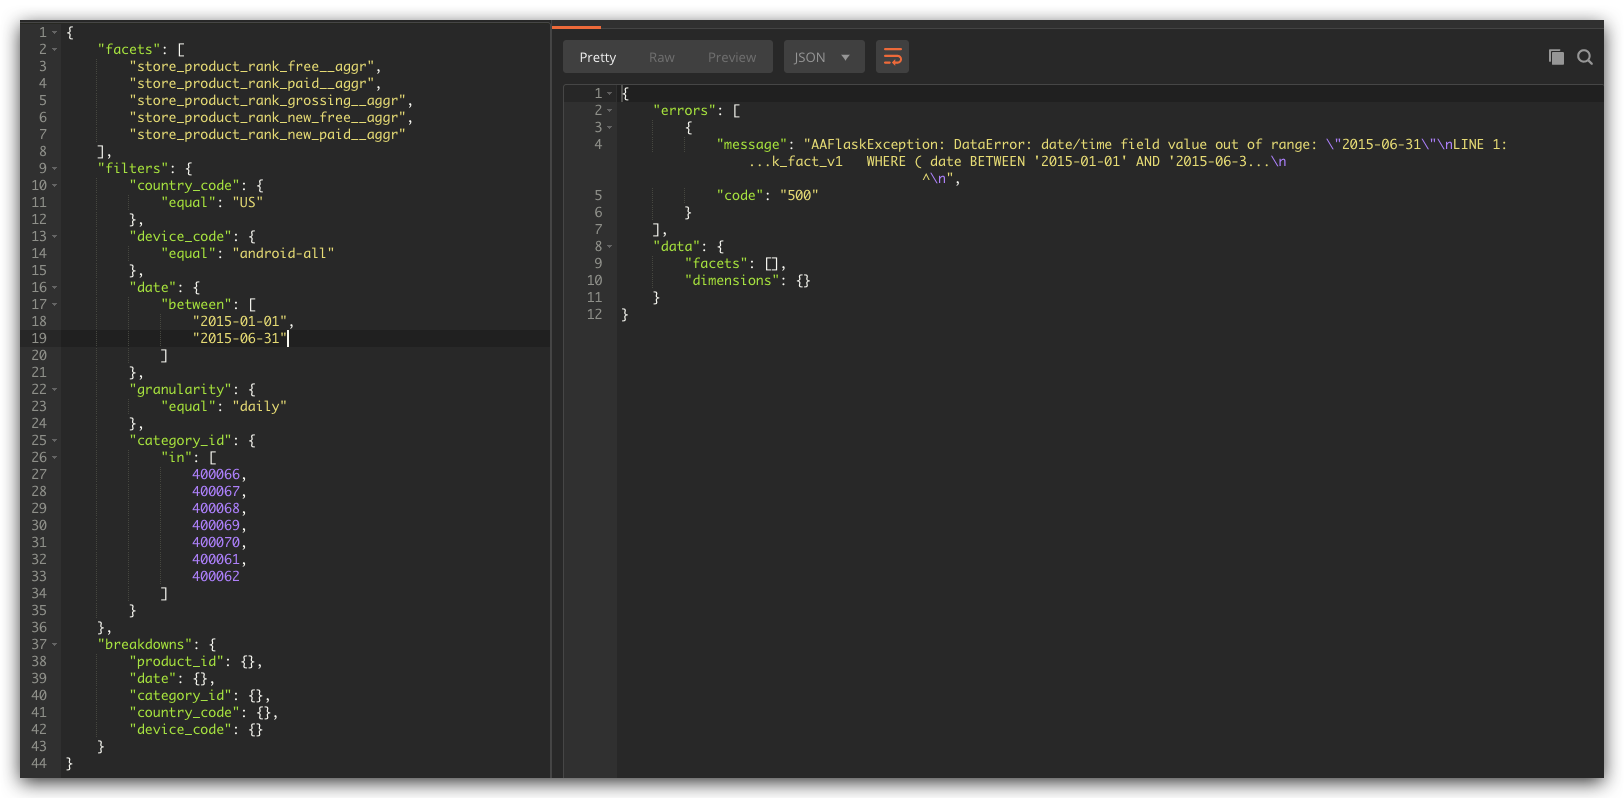 1 {
2 "facets": [
3 "store_product_rank_free__aggr",
4 "store_product_rank_paid__aggr",
5 "store_product_rank_grossing__aggr",
6 "store_product_rank_new_free__aggr",
7 "store_product_rank_new_paid__aggr"
8 ],
9 "filters": {
10 "country_code": {
11 "equal": "US"
12 },
13 "device_code": {
14 "equal": "android-all"
15 },
16 "date": {
17 "between": [
18 "2015-01-01",
19 "2015-06-31"
20 ]
21 },
22 "granularity": {
23 "equal": "daily"
24 },
25 "category_id": {
26 "in": [
27 400066,
28 400067,
29 400068,
30 400069,
31 400070,
32 400061,
33 400062
34 ]
35 }
36 },
37 "breakdowns": {
38 "product_id": {},
39 "date": {},
40 "category_id": {},
41 "country_code": {},
42 "device_code": {}
43 }
44 }
Pretty Raw Preview JSON
1 {
2 "errors": [
3 {
4 "message": "AAFlaskException: DataError: date/time field value out of range: \"2015-06-31\"\nLINE 1:
...k_fact_v1 WHERE ( date BETWEEN '2015-01-01' AND '2015-06-3...\n
^\n",
5 "code": "500"
6 }
7 ],
8 "data": {
9 "facets": [],
10 "dimensions": {}
11 }
12 }